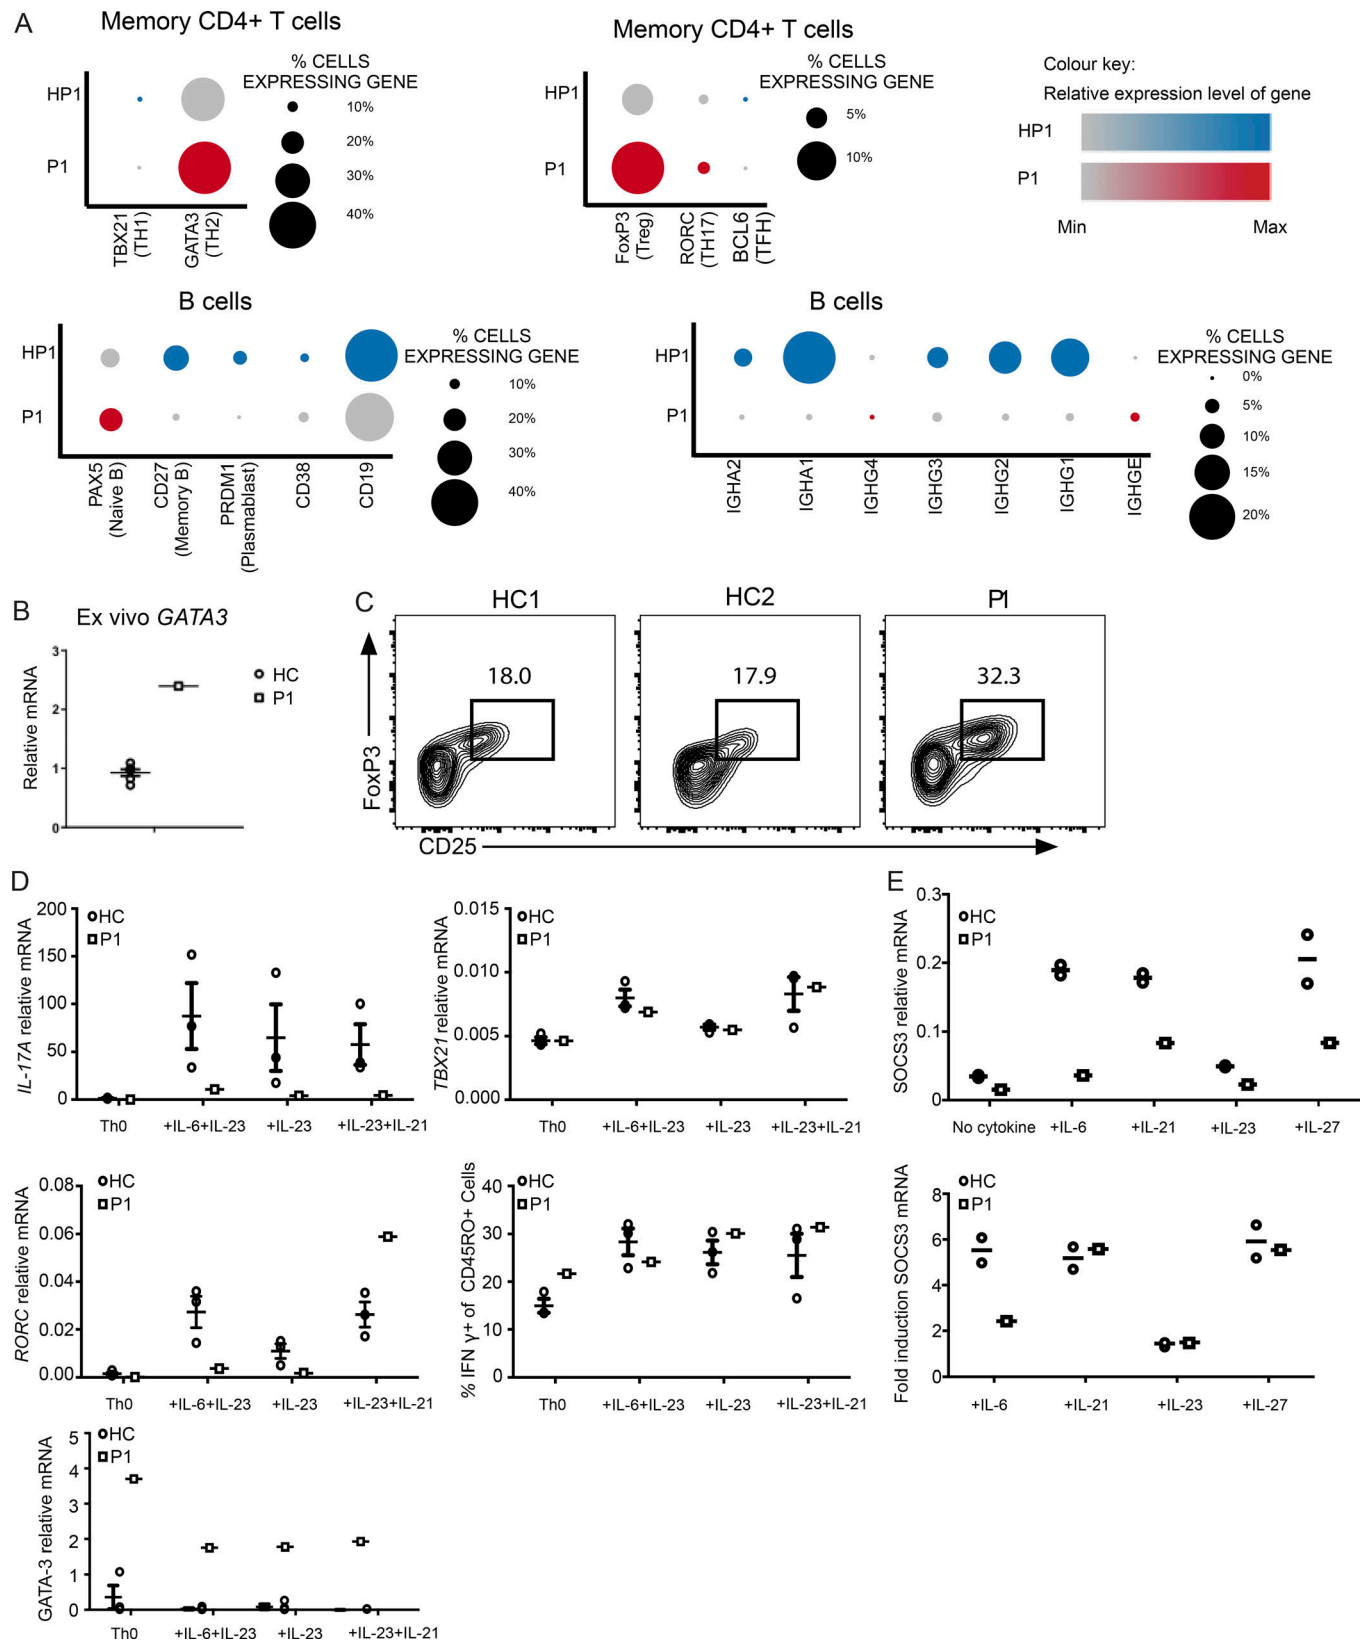 A
Memory CD4+ T cells
% CELLS
EXPRESSING GENE
HP1
P1
10%
20%
30%
40%
TBX21
(TH1)
GATA3
(TH2)
Memory CD4+ T cells
% CELLS
EXPRESSING GENE
HP1
P1
5%
10%
FoxP3
(Treg)
RORC
(TH17)
BCL6
(TFH)
Colour key:
Relative expression level of gene
HP1
P1
Min
Max
B cells
% CELLS
EXPRESSING GENE
HP1
P1
10%
20%
30%
40%
PAX5
(Naive B)
CD27
(Memory B)
PRDM1
(Plasmablast)
CD38
CD19
B cells
% CELLS
EXPRESSING GENE
HP1
P1
0%
5%
10%
15%
20%
IGHA2
IGHA1
IGHG4
IGHG3
IGHG2
IGHG1
IGHGE
B
Ex vivo GATA3
Relative mRNA
3
2
1
0
HC
P1
C
HC1
HC2
P1
18.0
17.9
32.3
FoxP3
CD25
D
IL-17A relative mRNA
200
150
100
50
0
HC
P1
Th0
+IL-6+IL-23
+IL-23
+IL-23+IL-21
TBX21 relative mRNA
0.015
0.010
0.005
0.000
HC
P1
Th0
+IL-6+IL-23
+IL-23
+IL-23+IL-21
E
SOCS3 relative mRNA
0.3
0.2
0.1
0
HC
P1
No cytokine
+IL-6
+IL-21
+IL-23
+IL-27
RORC relative mRNA
0.08
0.06
0.04
0.02
0.00
HC
P1
Th0
+IL-6+IL-23
+IL-23
+IL-23+IL-21
% IFN γ+ of CD45RO+ Cells
40
30
20
10
0
HC
P1
Th0
+IL-6+IL-23
+IL-23
+IL-23+IL-21
Fold induction SOCS3 mRNA
8
6
4
2
0
HC
P1
+IL-6
+IL-21
+IL-23
+IL-27
GATA-3 relative mRNA
5
4
3
2
1
0
HC
P1
Th0
+IL-6+IL-23
+IL-23
+IL-23+IL-21